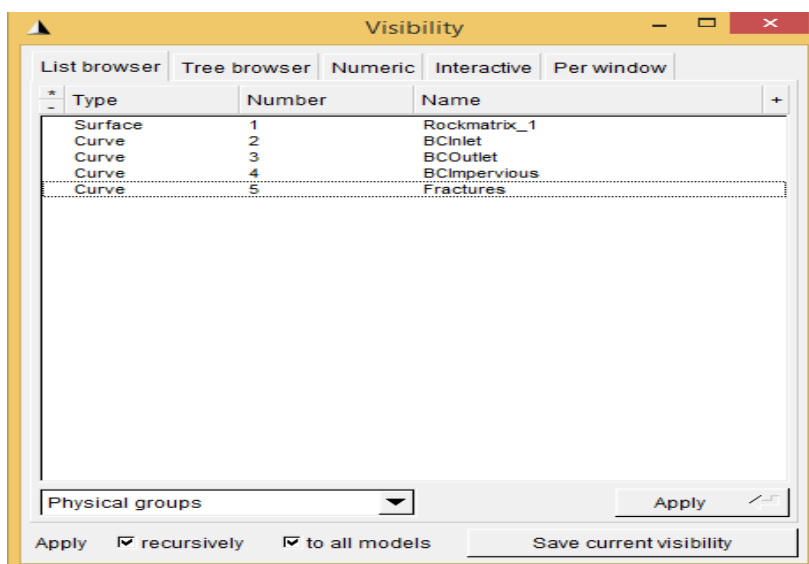 Visibility
List browser Tree browser Numeric Interactive Per window
* - Type Number Name +
Surface 1 Rockmatrix_1
Curve 2 BCInlet
Curve 3 BCOutlet
Curve 4 BCImpervious
Curve 5 Fractures
Physical groups Apply
Apply recursively to all models Save current visibility